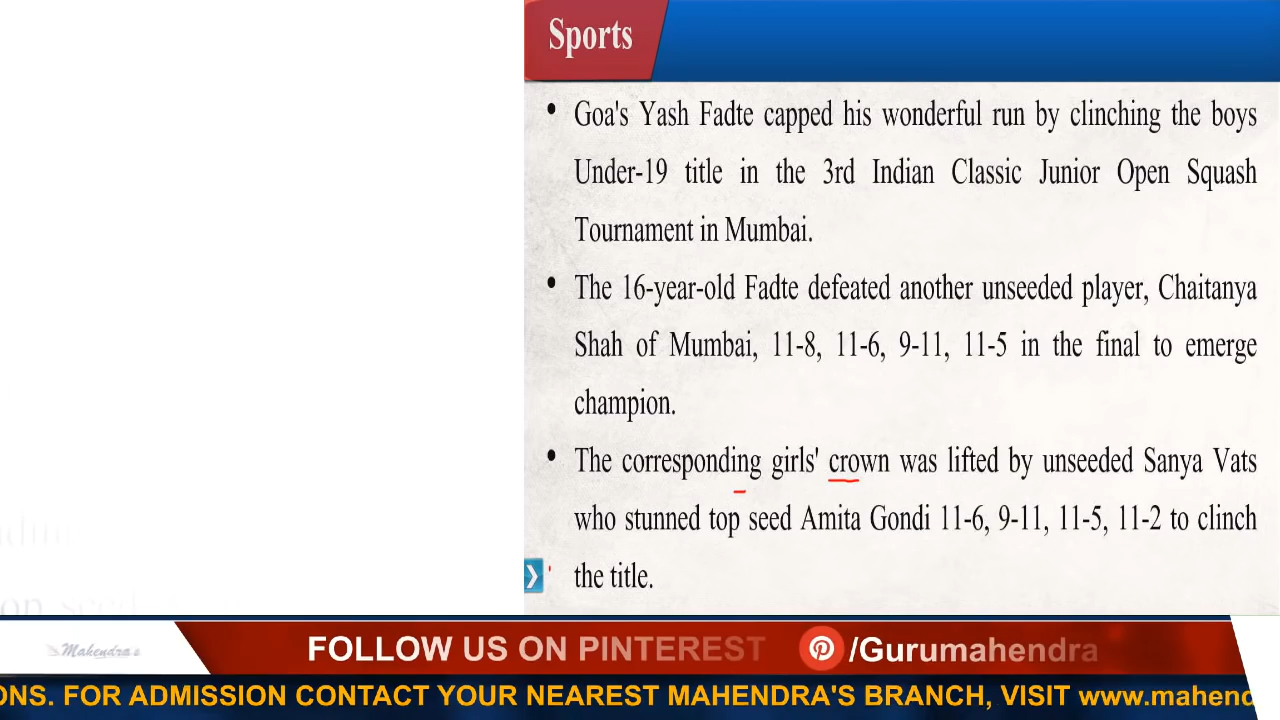 Sports
• Goa's Yash Fadte capped his wonderful run by clinching the boys
Under-19 title in the 3rd Indian Classic Junior Open Squash
Tournament in Mumbai.
• The 16-year-old Fadte defeated another unseeded player, Chaitanya
Shah of Mumbai, 11-8, 11-6, 9-11, 11-5 in the final to emerge
champion.
• The corresponding girls' crown was lifted by unseeded Sanya Vats
who stunned top seed Amita Gondi 11-6, 9-11, 11-5, 11-2 to clinch
the title.
on seed
Mahendra's
FOLLOW US ON PINTEREST /Gurumahendra
ONS. FOR ADMISSION CONTACT YOUR NEAREST MAHENDRA'S BRANCH, VISIT www.mahend